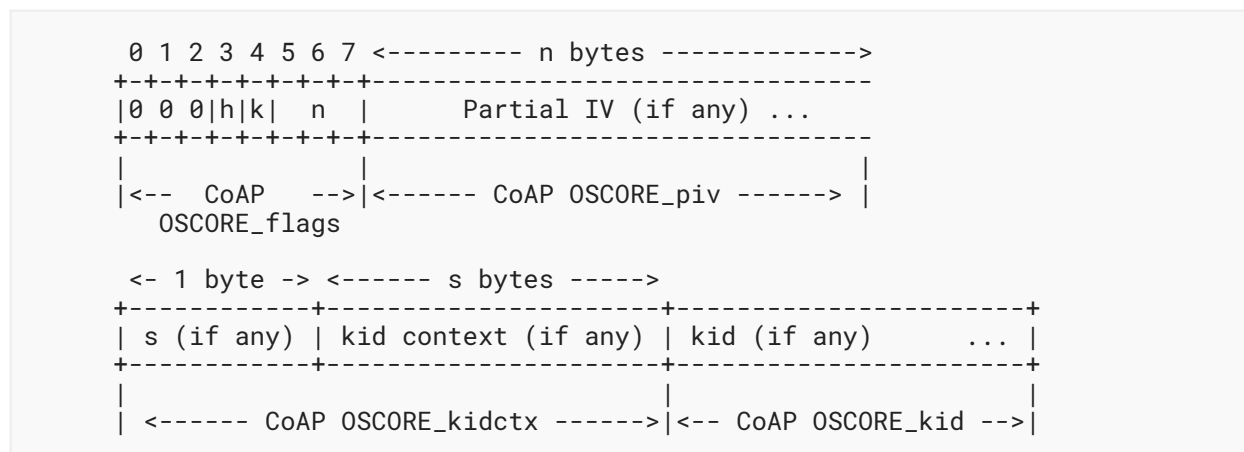 0 1 2 3 4 5 6 7 <--------- n bytes ------------->
+-+-+-+-+-+-+-+-+---------------------------------
|0 0 0|h|k|  n  |      Partial IV (if any) ...
+-+-+-+-+-+-+-+-+---------------------------------
|               |                                |
|<--  CoAP   -->|<------ CoAP OSCORE_piv ------> |
   OSCORE_flags
 <- 1 byte -> <------ s bytes ----->
+------------+----------------------+-----------------------+
| s (if any) | kid context (if any) | kid (if any)      ... |
+------------+----------------------+-----------------------+
|                                   |                       |
| <------ CoAP OSCORE_kidctx ------>|<-- CoAP OSCORE_kid -->|